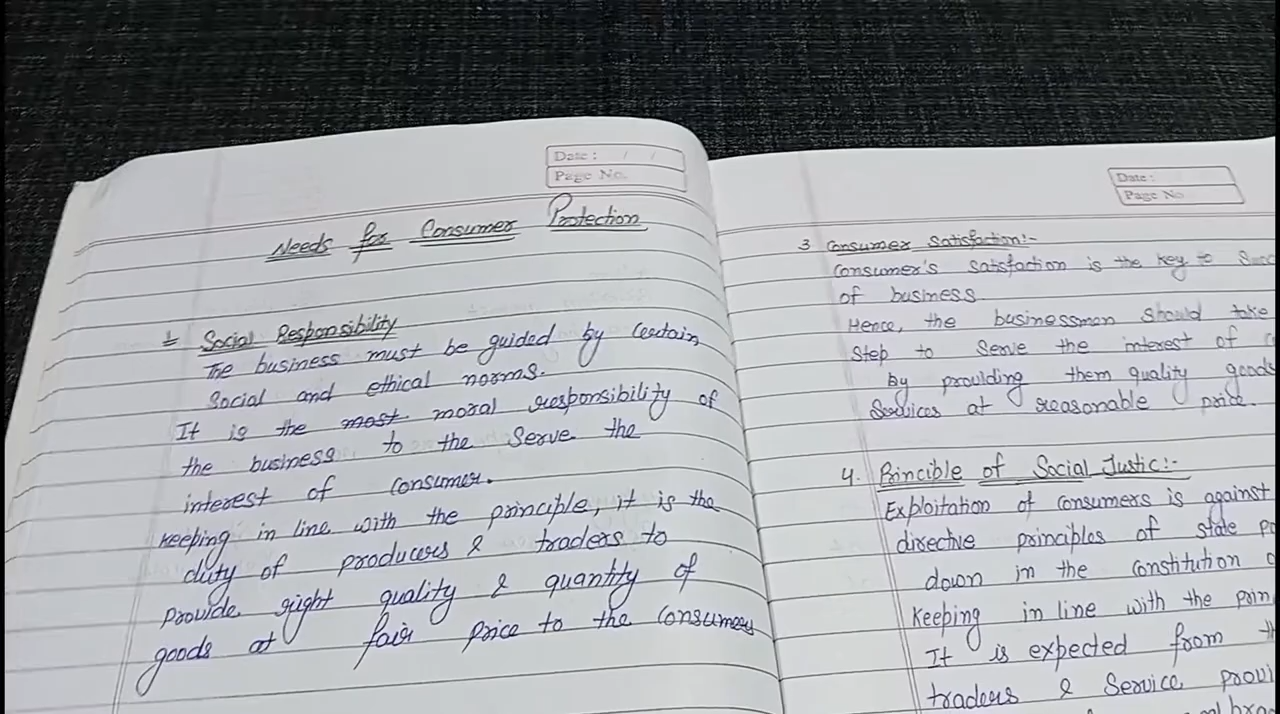 Date : / /
Page No.
Needs for Consumer Protection
1 Social Responsibility
The business must be guided by certain
social and ethical norms.
It is the most moral responsibility of
the business to the serve the
interest of consumer.
keeping in line with the principle, it is the
duty of producers & traders to
provide right quality & quantity of
goods at fair price to the consumers
Date :
Page No
3 Consumer Satisfaction:-
Consumer's satisfaction is the key to
of business
Hence, the businessmen should take
Step to serve the interest of
by providing them quality goods
Services at reasonable price.
4. Princible of Social Justic:-
Exploitation of consumers is against
directive principles of state
down in the constitution
Keeping in line with the
It is expected from
traders & Service